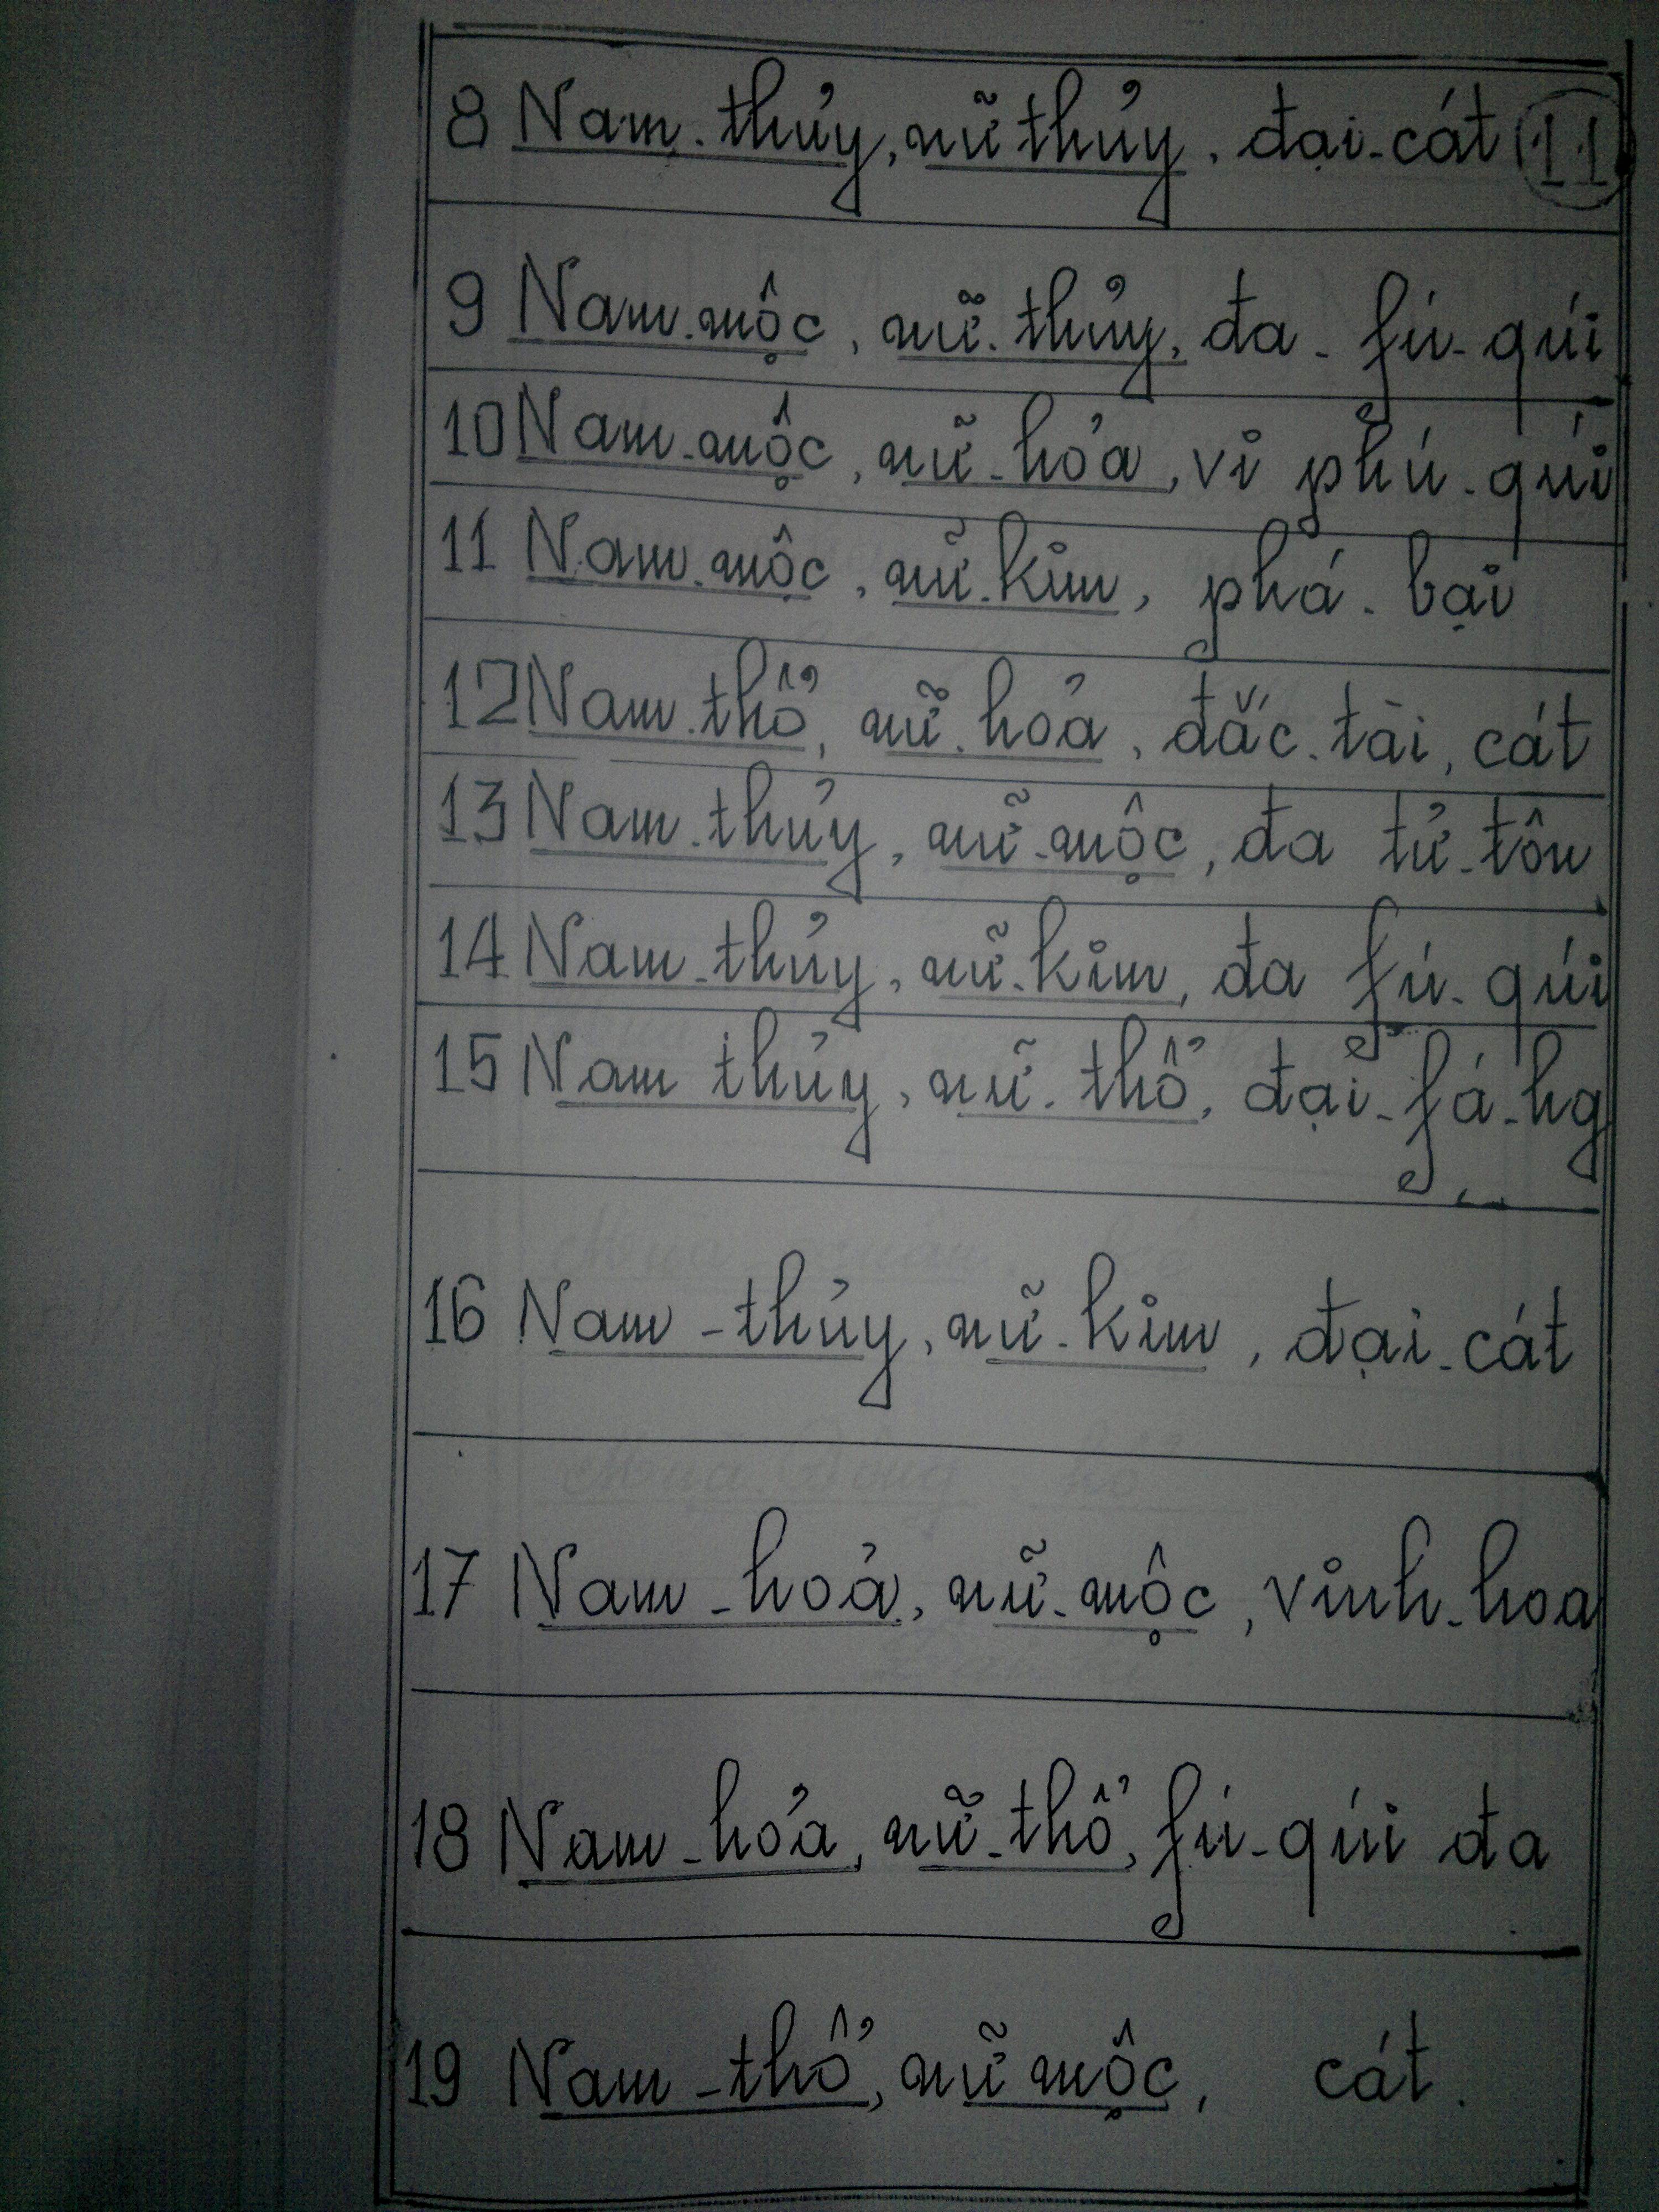 8 Nam-thủy, nữ thủy, đại-cát 11
9 Nam-mộc, nữ-thủy, đa-fú-qúi
10 Nam-mộc, nữ-hỏa, vi phú-qúi
11 Nam-mộc, nữ-kim, phá-bại
12 Nam-thổ, nữ-hoả, đắc-tài, cát
13 Nam-thủy, nữ-mộc, đa tử-tôn
14 Nam-thủy, nữ-kim, đa fú-qúi
15 Nam thủy, nữ-thổ, đại-fá-hg
16 Nam-thủy, nữ-kim, đại-cát
17 Nam-hoả, nữ-mộc, vinh-hoa
18 Nam-hỏa, nữ-thổ, fú-qúi đa
19 Nam-thổ, nữ mộc, cát.